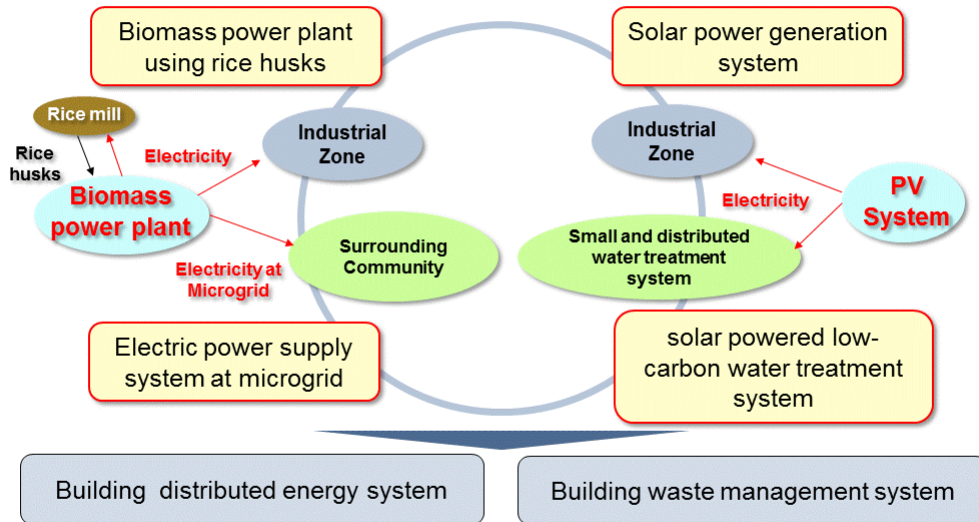 Biomass power plant
using rice husks
Solar power generation
system
Rice mill
Rice
husks
Electricity
Industrial
Zone
Biomass
power plant
Electricity at
Microgrid
Surrounding
Community
Industrial
Zone
Electricity
PV
System
Small and distributed
water treatment
system
Electric power supply
system at microgrid
solar powered low-
carbon water treatment
system
Building distributed energy system
Building waste management system